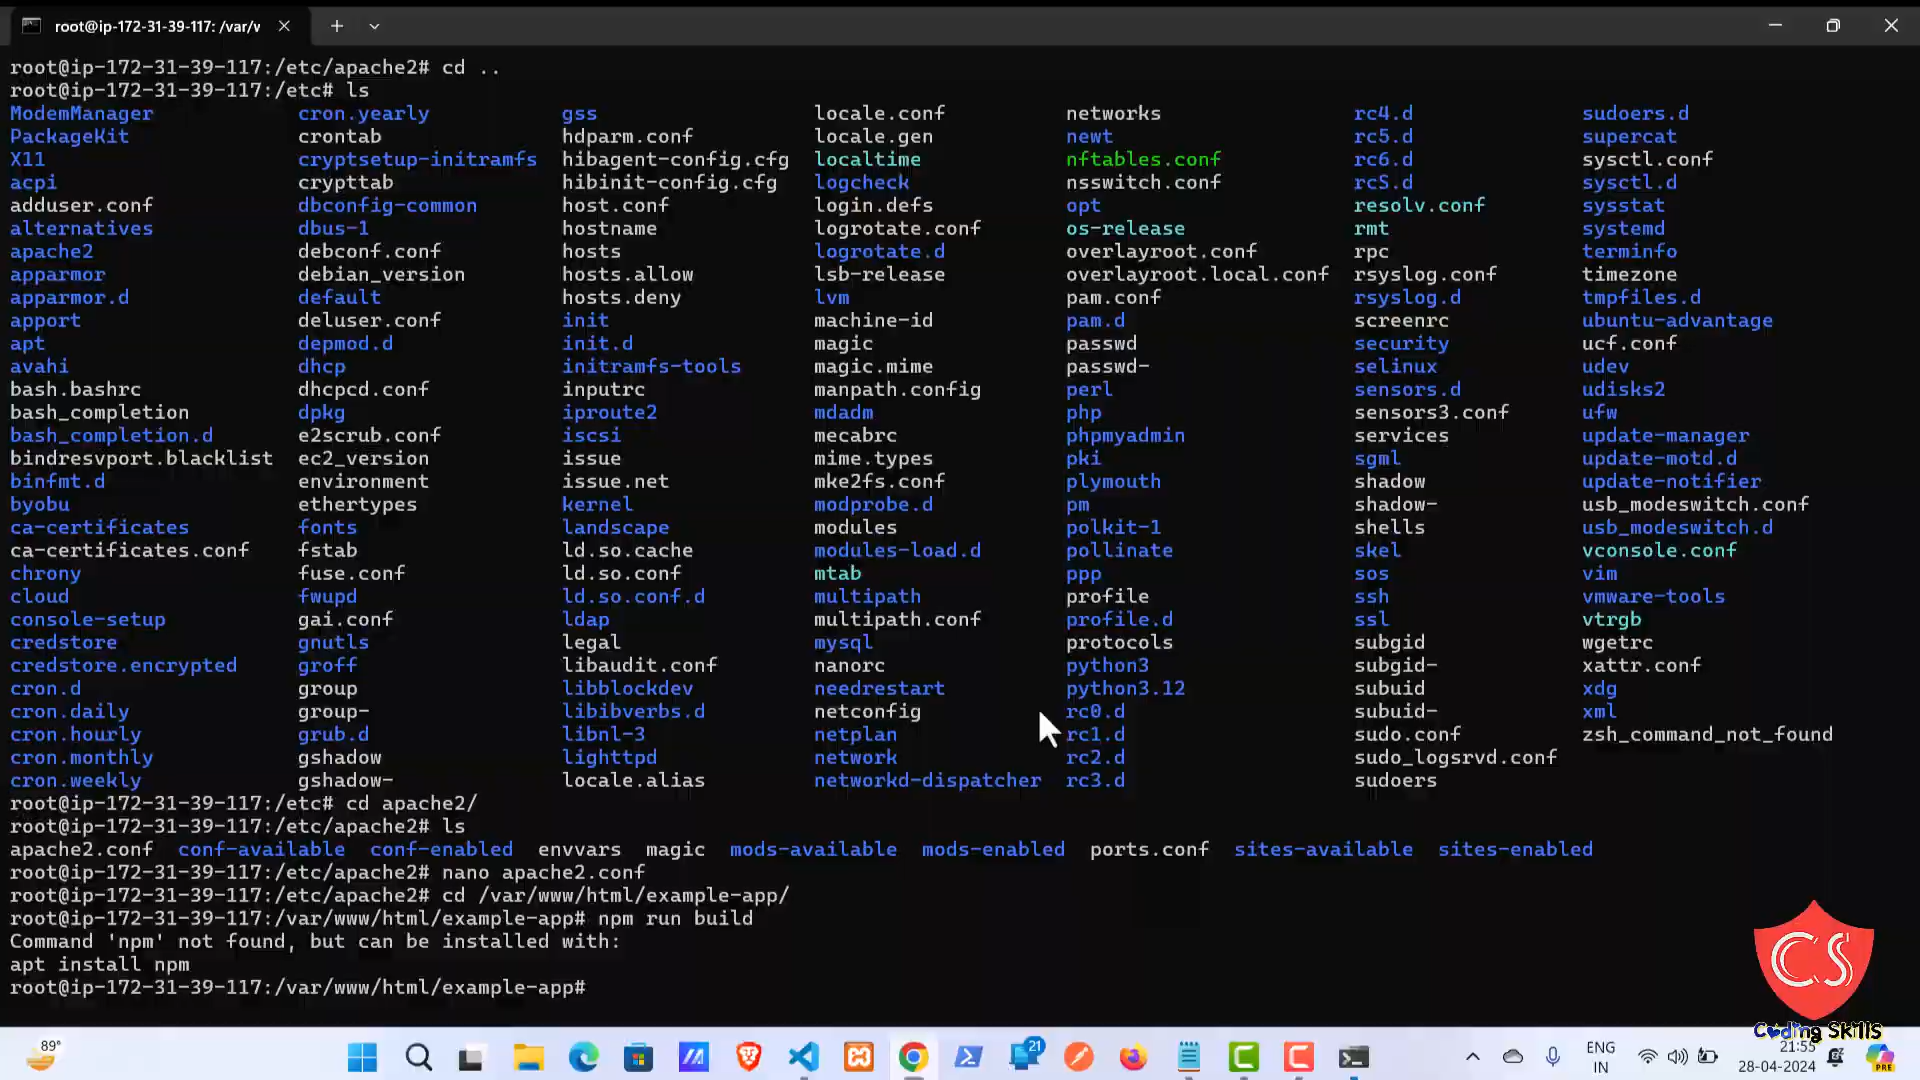 root@ip-172-31-39-117: /var/v
root@ip-172-31-39-117:/etc/apache2# cd ..
root@ip-172-31-39-117:/etc# ls
ModemManager cron.yearly gss locale.conf networks rc4.d sudoers.d
PackageKit crontab hdparm.conf locale.gen newt rc5.d supercat
X11 cryptsetup-initramfs hibagent-config.cfg localtime nftables.conf rc6.d sysctl.conf
acpi crypttab hibinit-config.cfg logcheck nsswitch.conf rcS.d sysctl.d
adduser.conf dbconfig-common host.conf login.defs opt resolv.conf sysstat
alternatives dbus-1 hostname logrotate.conf os-release rmt systemd
apache2 debconf.conf hosts logrotate.d overlayroot.conf rpc terminfo
apparmor debian_version hosts.allow lsb-release overlayroot.local.conf rsyslog.conf timezone
apparmor.d default hosts.deny lvm pam.conf rsyslog.d tmpfiles.d
apport deluser.conf init machine-id pam.d screenrc ubuntu-advantage
apt depmod.d init.d magic passwd security ucf.conf
avahi dhcp initramfs-tools magic.mime passwd- selinux udev
bash.bashrc dhcpcd.conf inputrc manpath.config perl sensors.d udisks2
bash_completion dpkg iproute2 mdadm php sensors3.conf ufw
bash_completion.d e2scrub.conf iscsi mecabrc phpmyadmin services update-manager
bindresvport.blacklist ec2_version issue mime.types pki sgml update-motd.d
binfmt.d environment issue.net mke2fs.conf plymouth shadow update-notifier
byobu ethertypes kernel modprobe.d pm shadow- usb_modeswitch.conf
ca-certificates fonts landscape modules polkit-1 shells usb_modeswitch.d
ca-certificates.conf fstab ld.so.cache modules-load.d pollinate skel vconsole.conf
chrony fuse.conf ld.so.conf mtab ppp sos vim
cloud fwupd ld.so.conf.d multipath profile ssh vmware-tools
console-setup gai.conf ldap multipath.conf profile.d ssl vtrgb
credstore gnutls legal mysql protocols subgid wgetrc
credstore.encrypted groff libaudit.conf nanorc python3 subgid- xattr.conf
cron.d group libblockdev needrestart python3.12 subuid xdg
cron.daily group- libibverbs.d netconfig rc0.d subuid- xml
cron.hourly grub.d libnl-3 netplan rc1.d sudo.conf zsh_command_not_found
cron.monthly gshadow lighttpd network rc2.d sudo_logsrvd.conf
cron.weekly gshadow- locale.alias networkd-dispatcher rc3.d sudoers
root@ip-172-31-39-117:/etc# cd apache2/
root@ip-172-31-39-117:/etc/apache2# ls
apache2.conf conf-available conf-enabled envvars magic mods-available mods-enabled ports.conf sites-available sites-enabled
root@ip-172-31-39-117:/etc/apache2# nano apache2.conf
root@ip-172-31-39-117:/etc/apache2# cd /var/www/html/example-app/
root@ip-172-31-39-117:/var/www/html/example-app# npm run build
Command 'npm' not found, but can be installed with:
apt install npm
root@ip-172-31-39-117:/var/www/html/example-app#
CS
Coding Skills
89°
21
ENG
IN
21:55
28-04-2024
PRE